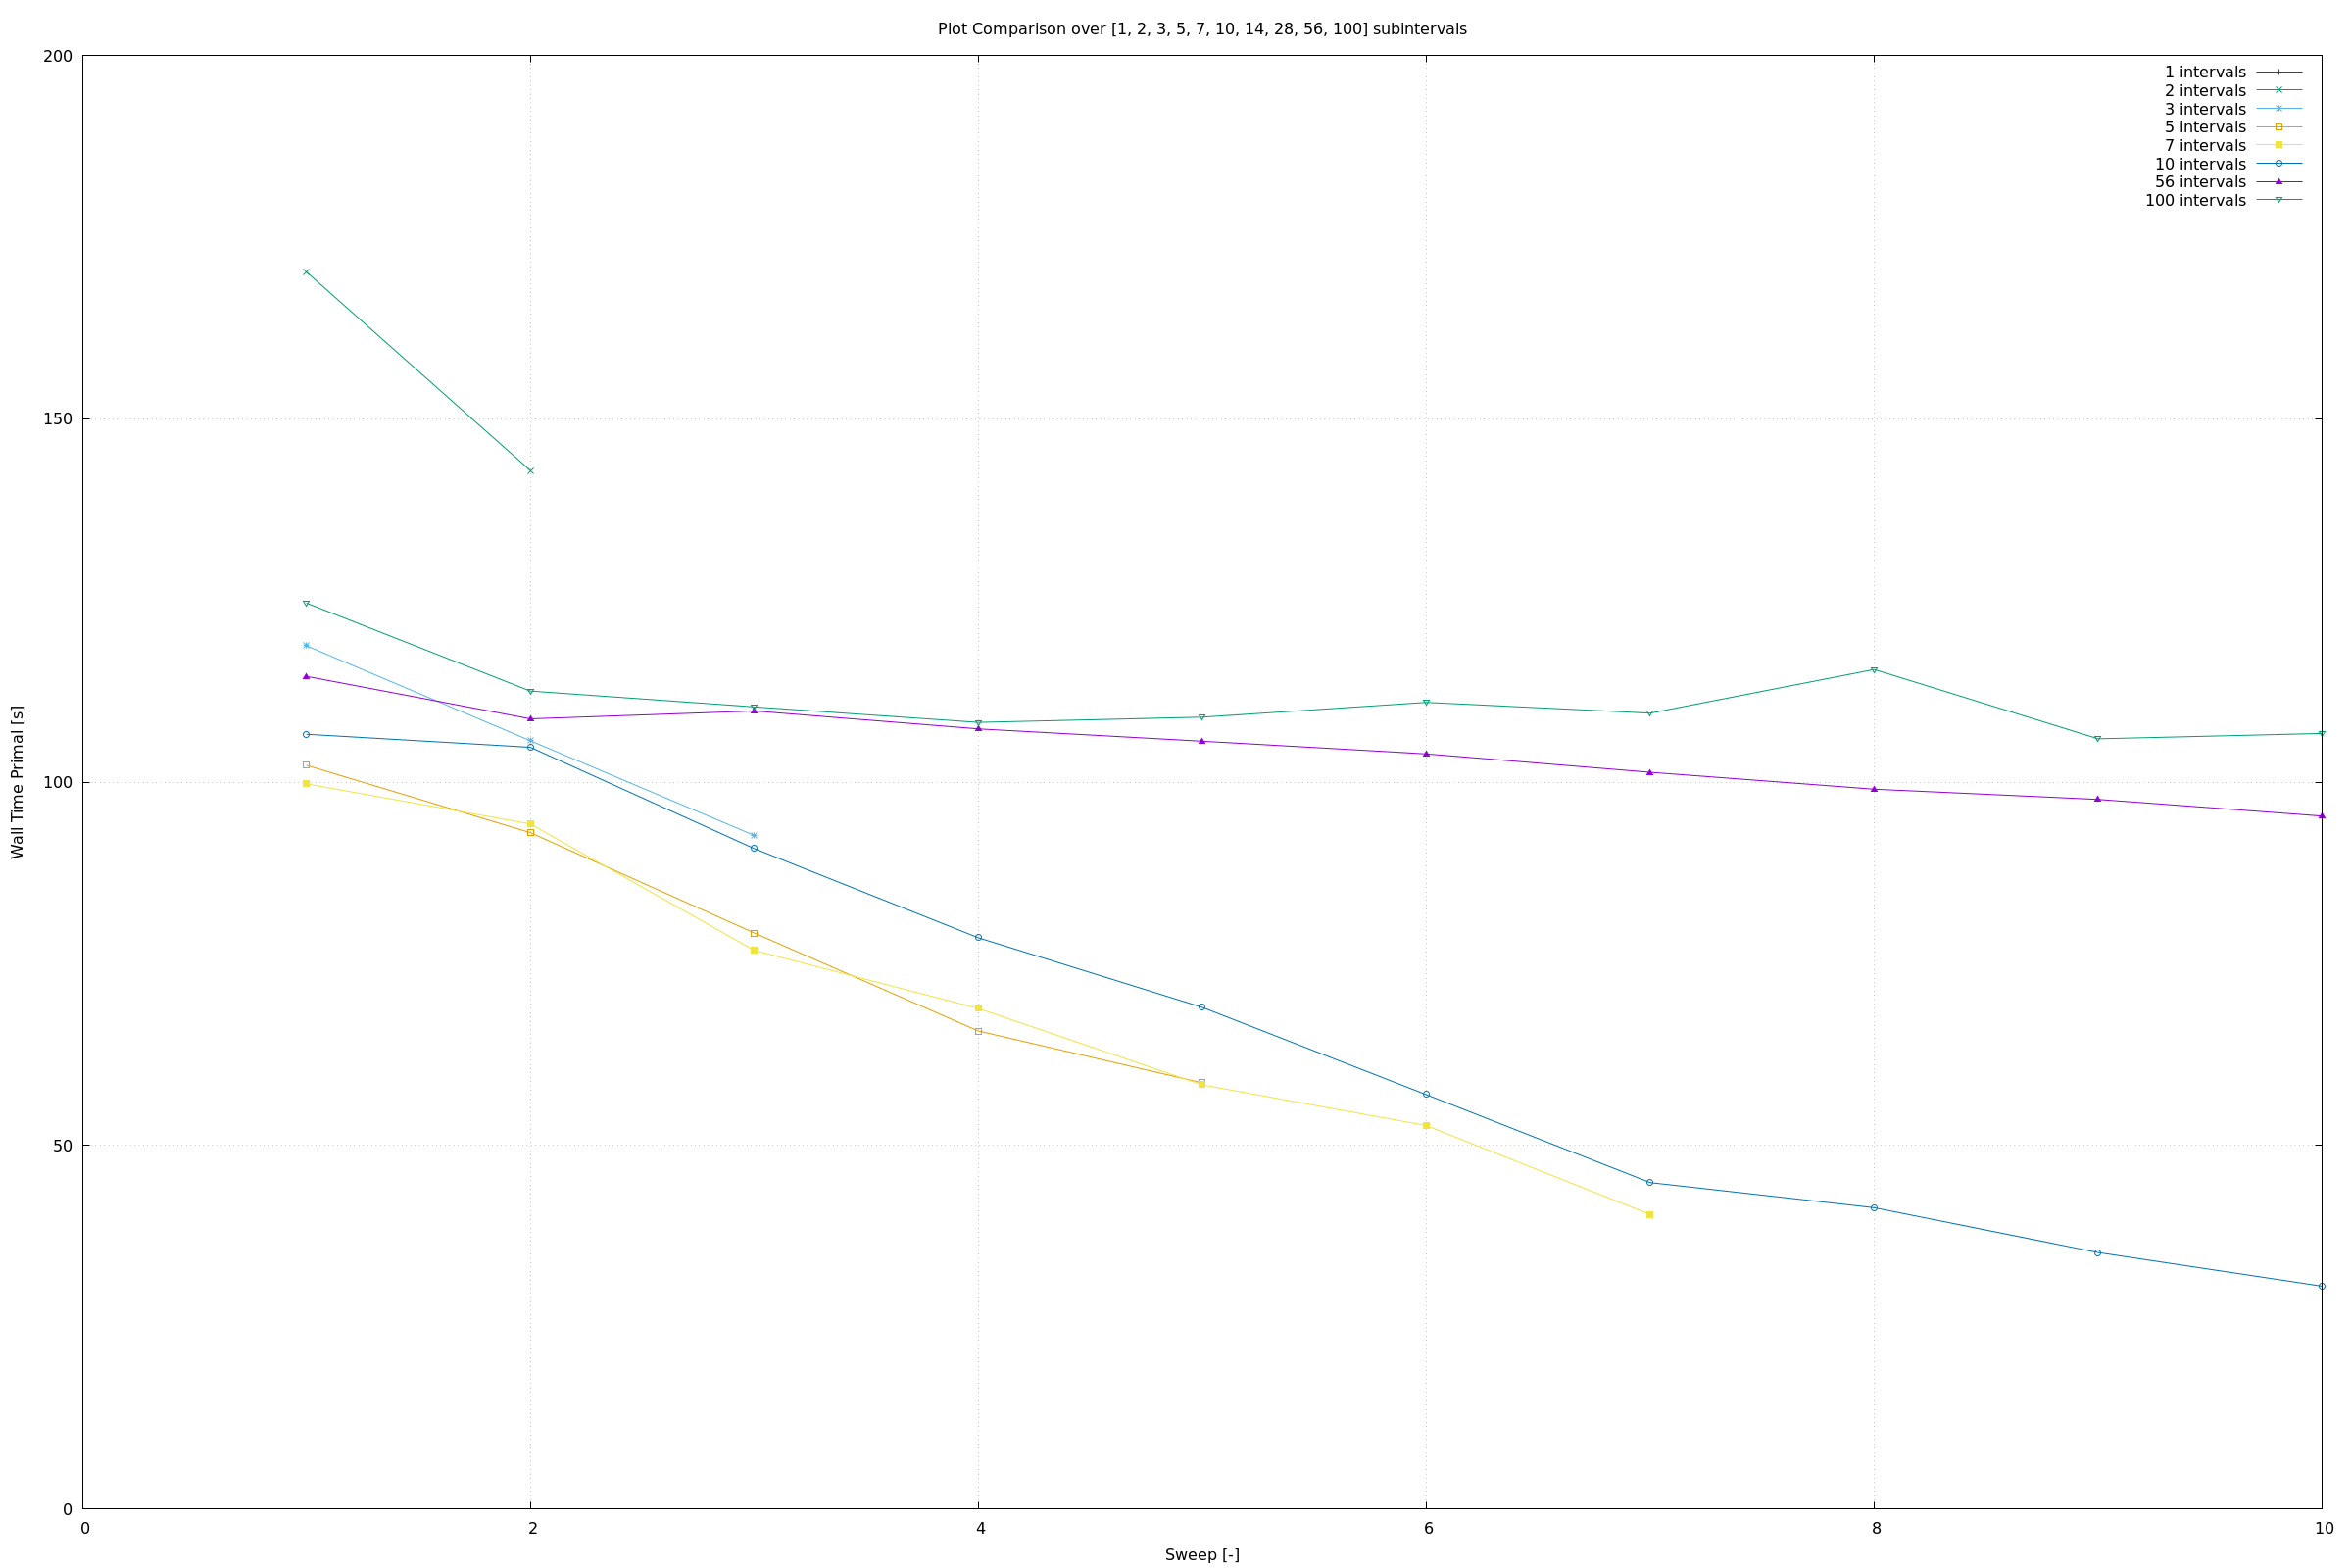 Plot Comparison over [1, 2, 3, 5, 7, 10, 14, 28, 56, 100] subintervals
200
150
100
50
0
Wall Time Primal [s]
1 intervals
2 intervals
3 intervals
5 intervals
7 intervals
10 intervals
56 intervals
100 intervals
0 2 4 6 8 10
Sweep [-]